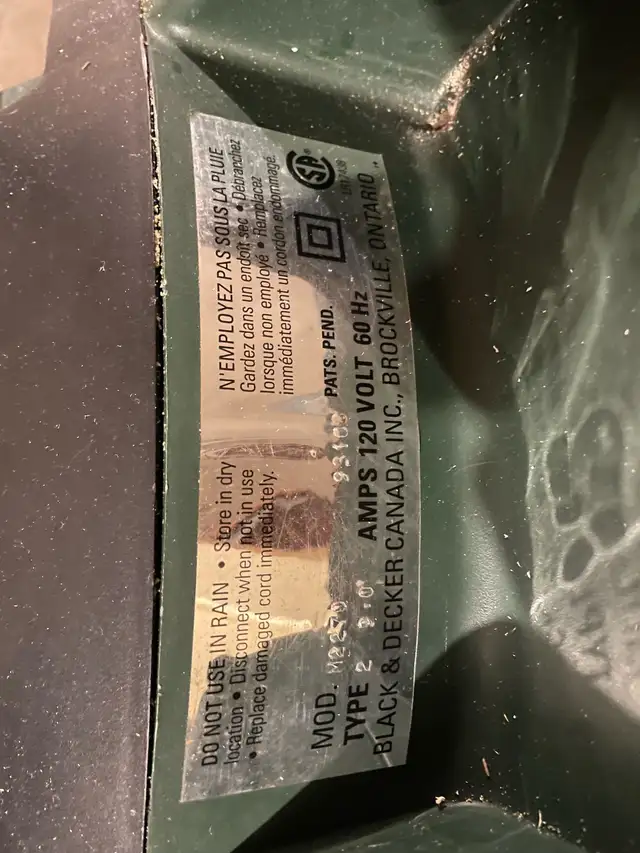 DO NOT USE IN RAIN • Store in dry
location • Disconnect when not in use
• Replace damaged cord immediately.
N'EMPLOYEZ PAS SOUS LA PLUIE
Gardez dans un endroit sec • Débranchez
lorsque non employé • Remplacez
immédiatement un cordon endommagé.
MOD. PATS. PEND.
TYPE 2 2.0 AMPS 120 VOLT 60 Hz
BLACK & DECKER CANADA INC., BROCKVILLE, ONTARIO